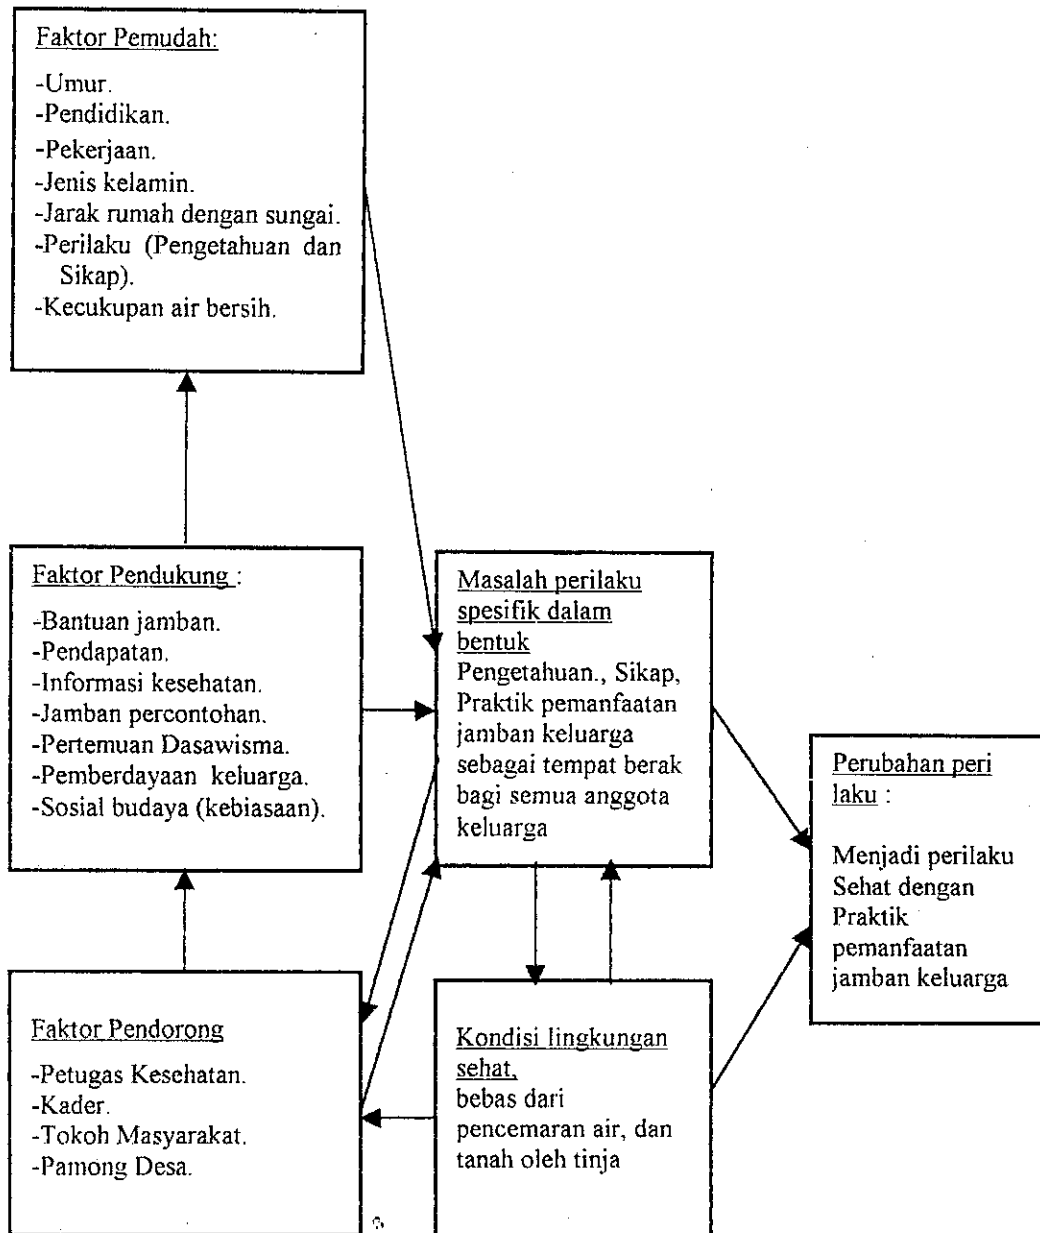 Faktor Pemudah:
-Umur.
-Pendidikan.
-Pekerjaan.
-Jenis kelamin.
-Jarak rumah dengan sungai.
-Perilaku (Pengetahuan dan
Sikap).
-Kecukupan air bersih.
Faktor Pendukung :
-Bantuan jamban.
-Pendapatan.
-Informasi kesehatan.
-Jamban percontohan.
-Pertemuan Dasawisma.
-Pemberdayaan keluarga.
-Sosial budaya (kebiasaan).
Faktor Pendorong
-Petugas Kesehatan.
-Kader.
-Tokoh Masyarakat.
-Pamong Desa.
Masalah perilaku
spesifik dalam
bentuk
Pengetahuan., Sikap,
Praktik pemanfaatan
jamban keluarga
sebagai tempat berak
bagi semua anggota
keluarga
Kondisi lingkungan
sehat,
bebas dari
pencemaran air, dan
tanah oleh tinja
Perubahan peri
laku :
Menjadi perilaku
Sehat dengan
Praktik
pemanfaatan
jamban keluarga